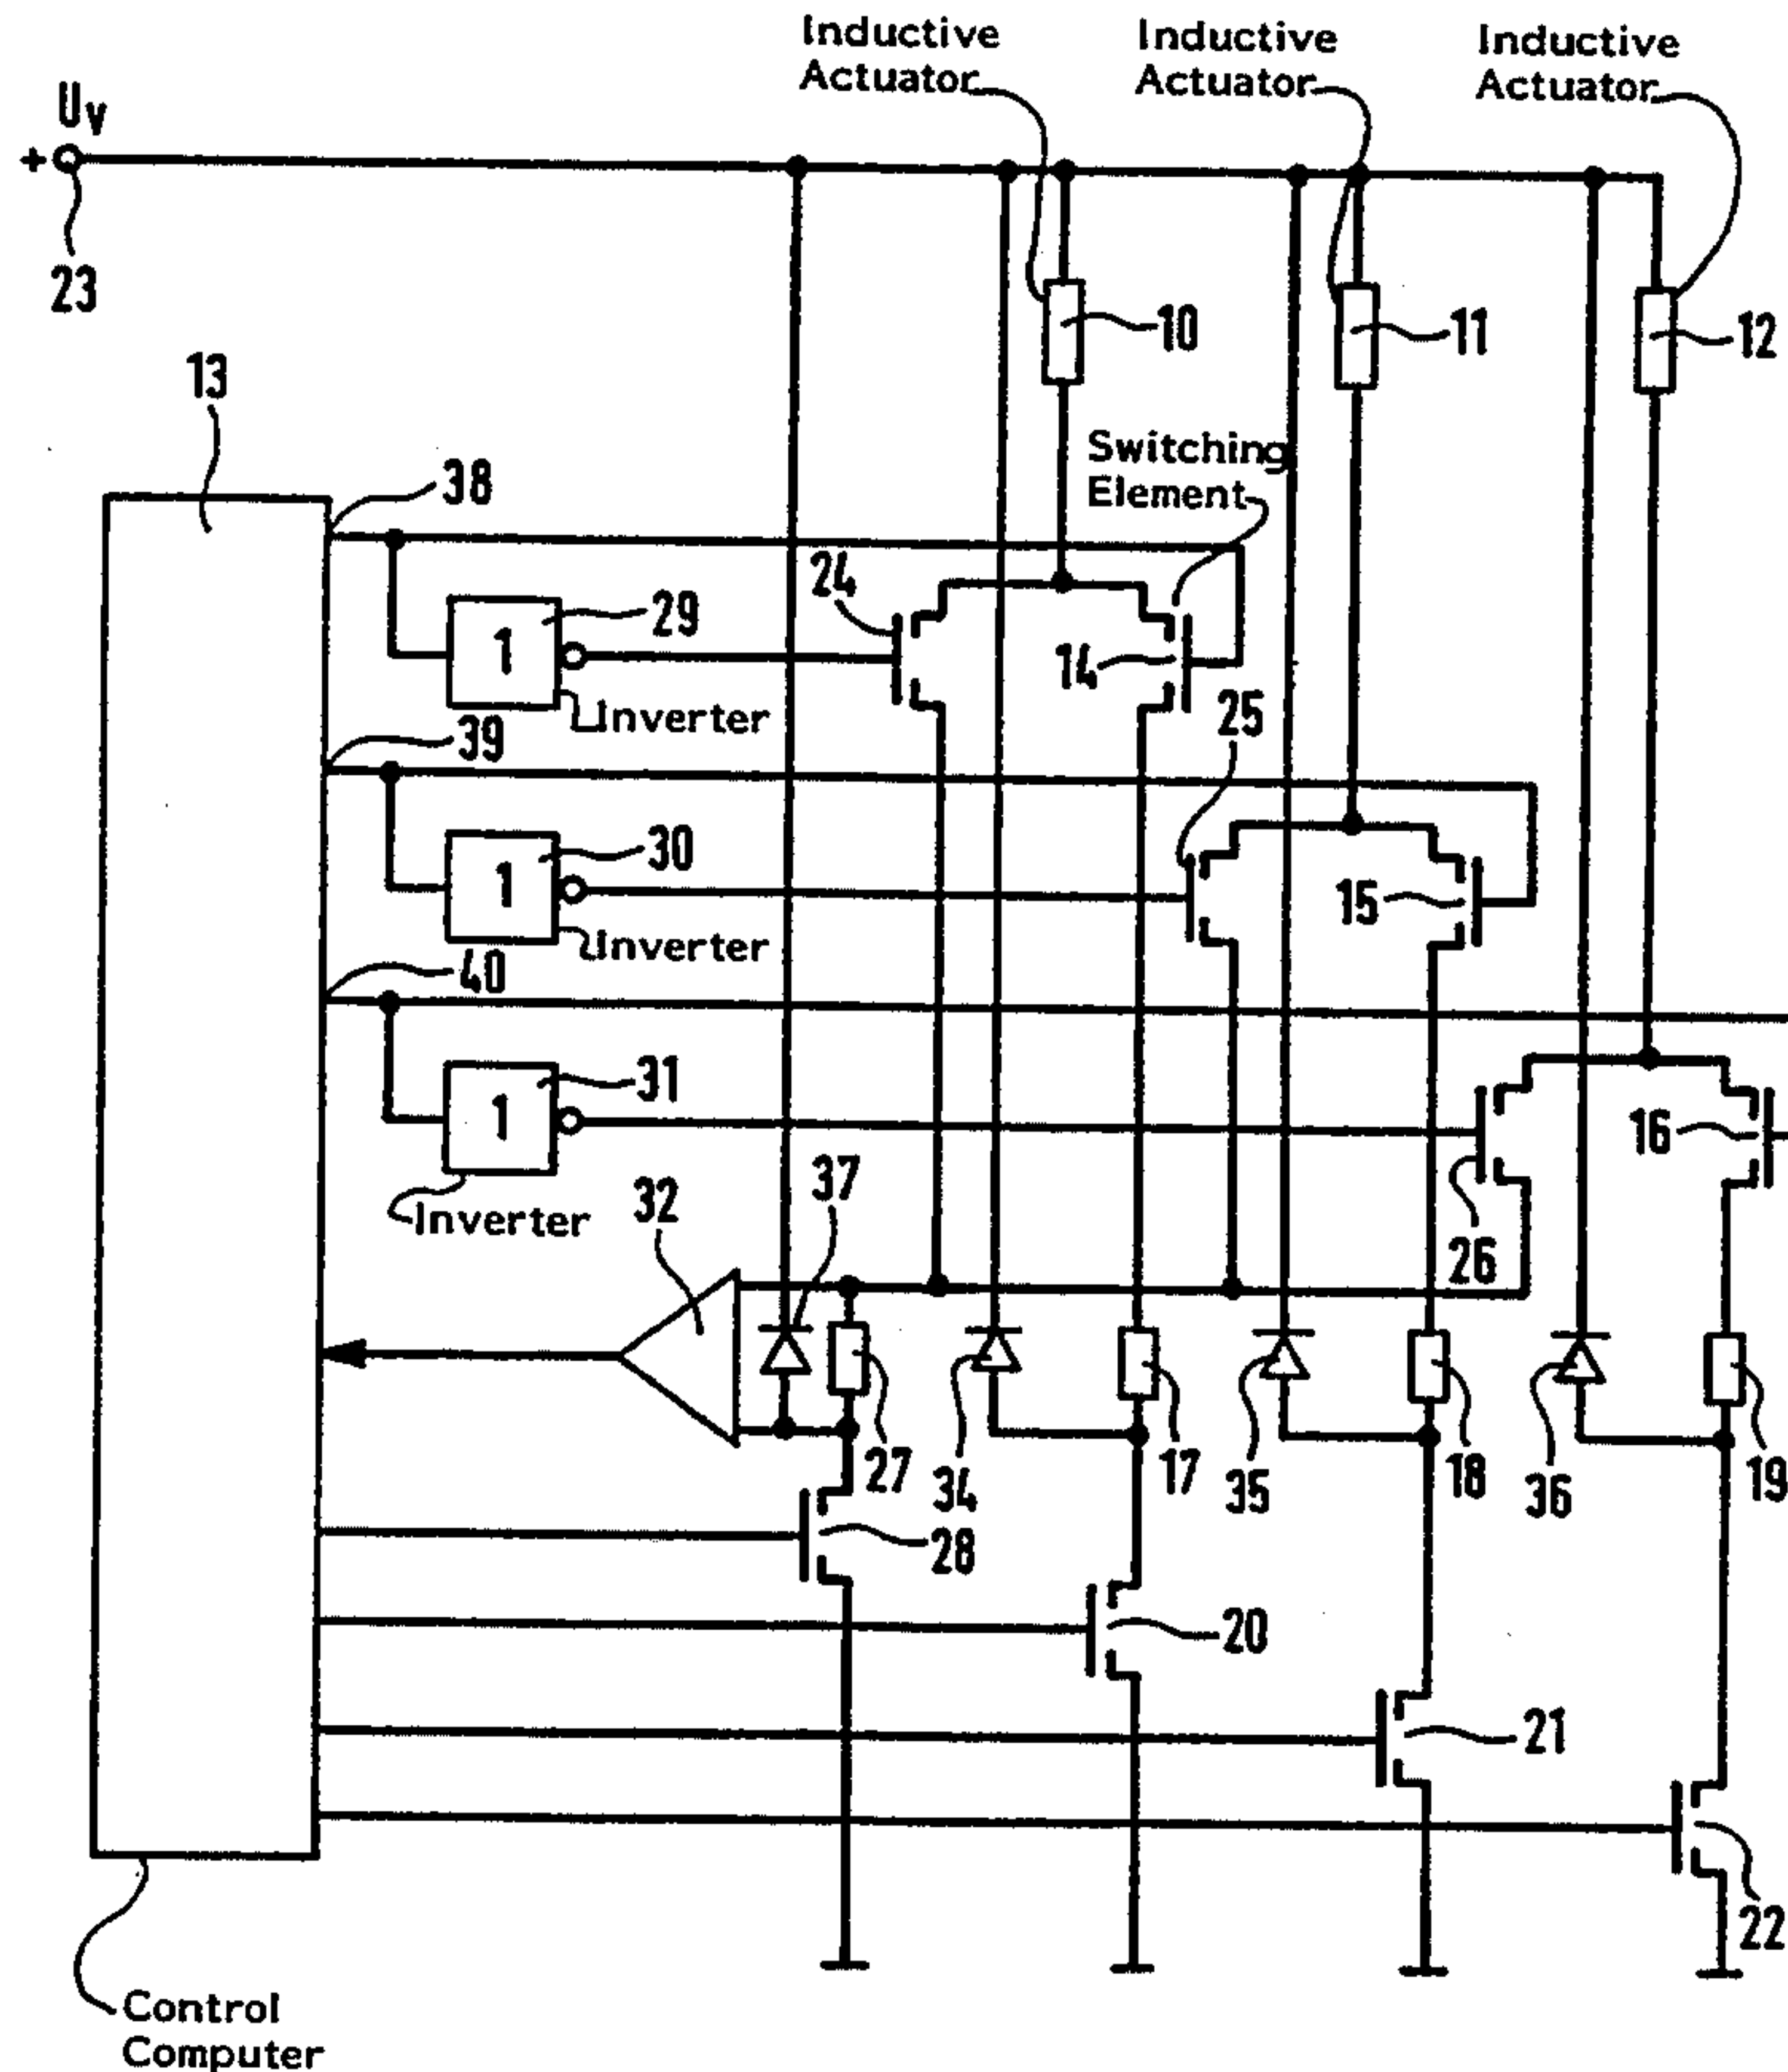 Inductive
Actuator
Inductive
Actuator
Inductive
Actuator
Uv
+
23
10
11
12
13
38
Switching
Element
24
29
1
14
Inverter
39
25
30
1
15
Inverter
40
31
1
16
Inverter
32
37
26
27
34
17
35
18
36
19
28
20
21
22
Control
Computer